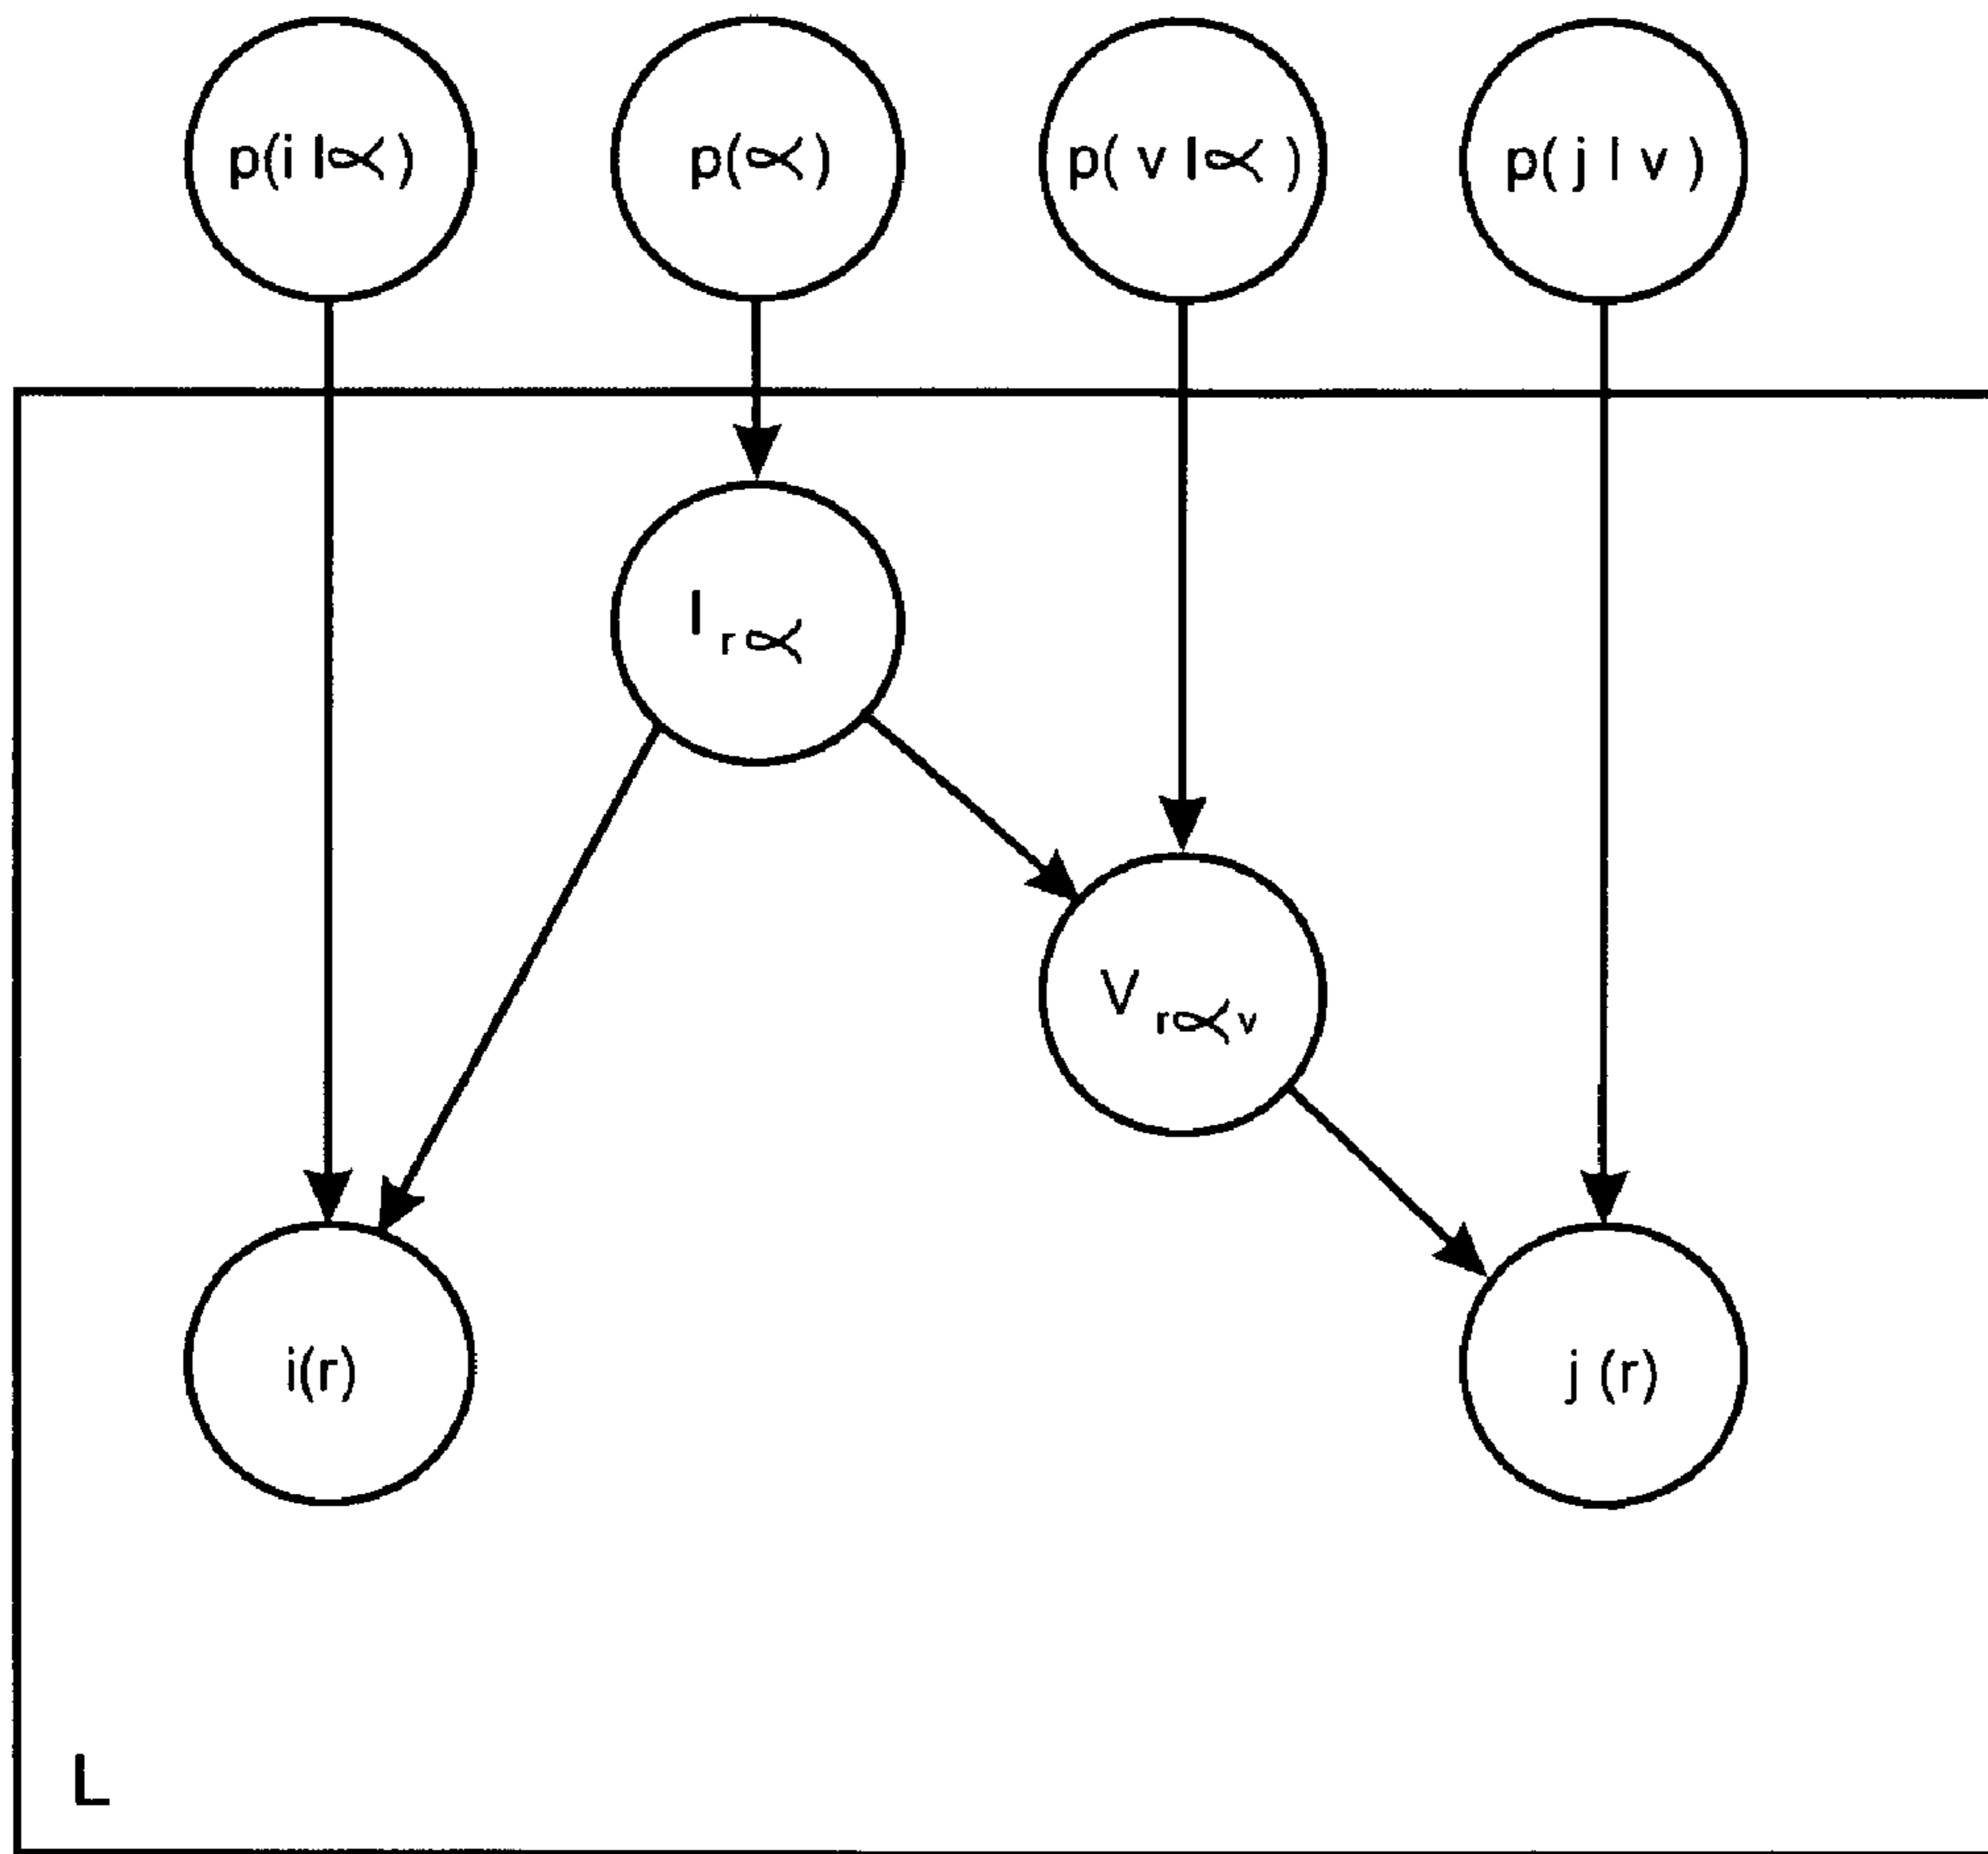 p(i|∝)
p(∝)
p(v|∝)
p(j|v)
I r∝
V r∝v
i(r)
j(r)
L